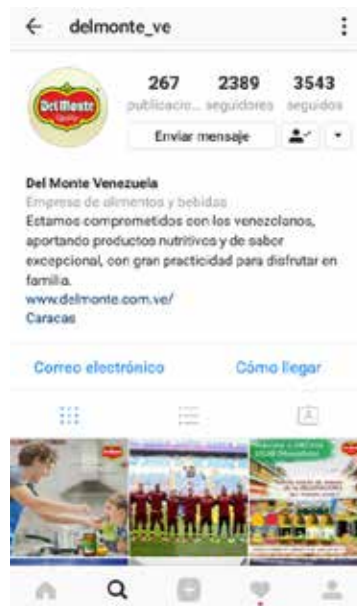 delmonte_ve
267 2389 3543
publicacio... seguidores seguidos
Enviar mensaje
Del Monte
Quality
Del Monte Venezuela
Empresa de alimentos y bebidas
Estamos comprometidos con los venezolanos,
aportando productos nutritivos y de sabor
excepcional, con gran practicidad para disfrutar en
familia.
www.delmonte.com.ve/
Caracas
Correo electrónico Cómo llegar